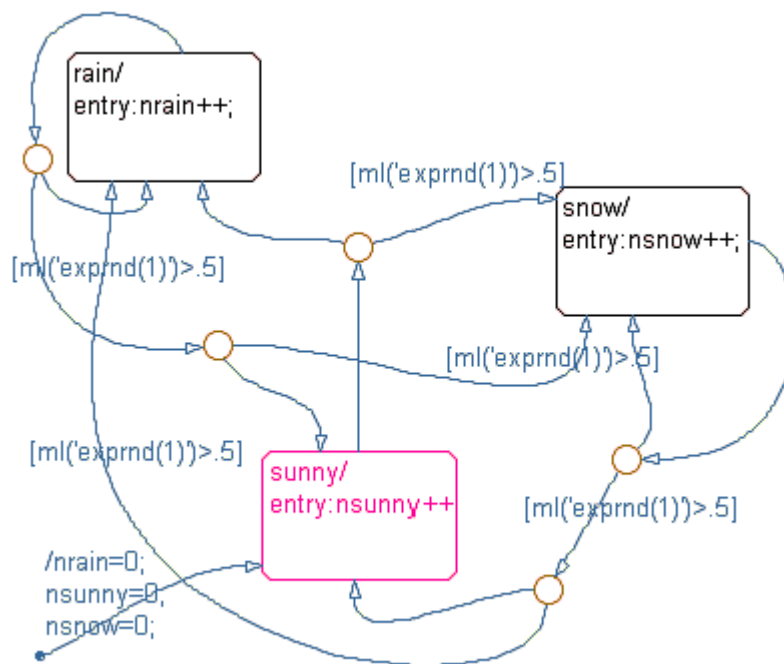 rain/
entry:nrain++;
[ml('exprnd(1)')>.5]
snow/
entry:nsnow++;
[ml('exprnd(1)')>.5]
[ml('exprnd(1)')>.5]
[ml('exprnd(1)')>.5]
sunny/
entry:nsunny++
[ml('exprnd(1)')>.5]
/nrain=0;
nsunny=0;
nsnow=0;